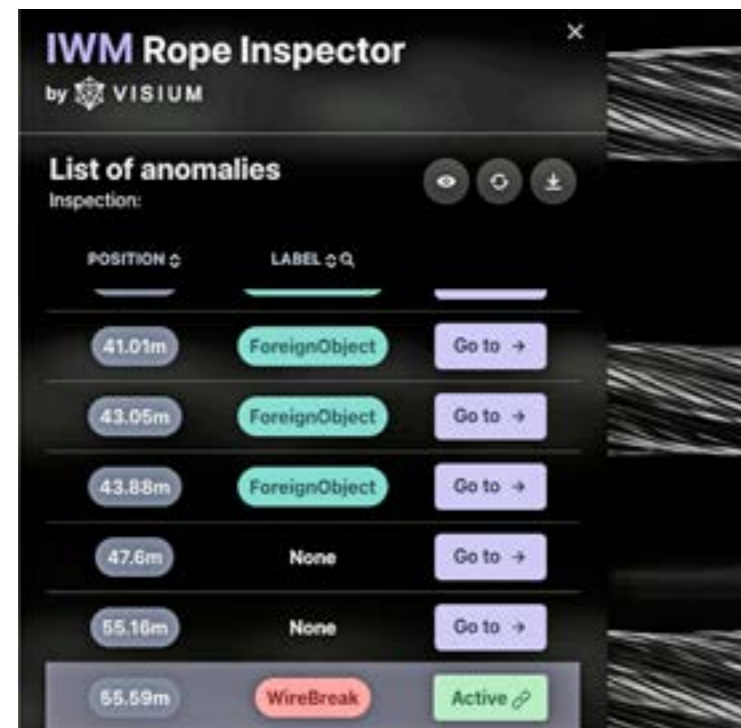 IWM Rope Inspector
by VISIUM
List of anomalies
Inspection:
POSITION LABEL
41.01m ForeignObject Go to →
43.05m ForeignObject Go to →
43.88m ForeignObject Go to →
47.6m None Go to →
55.16m None Go to →
55.59m WireBreak Active